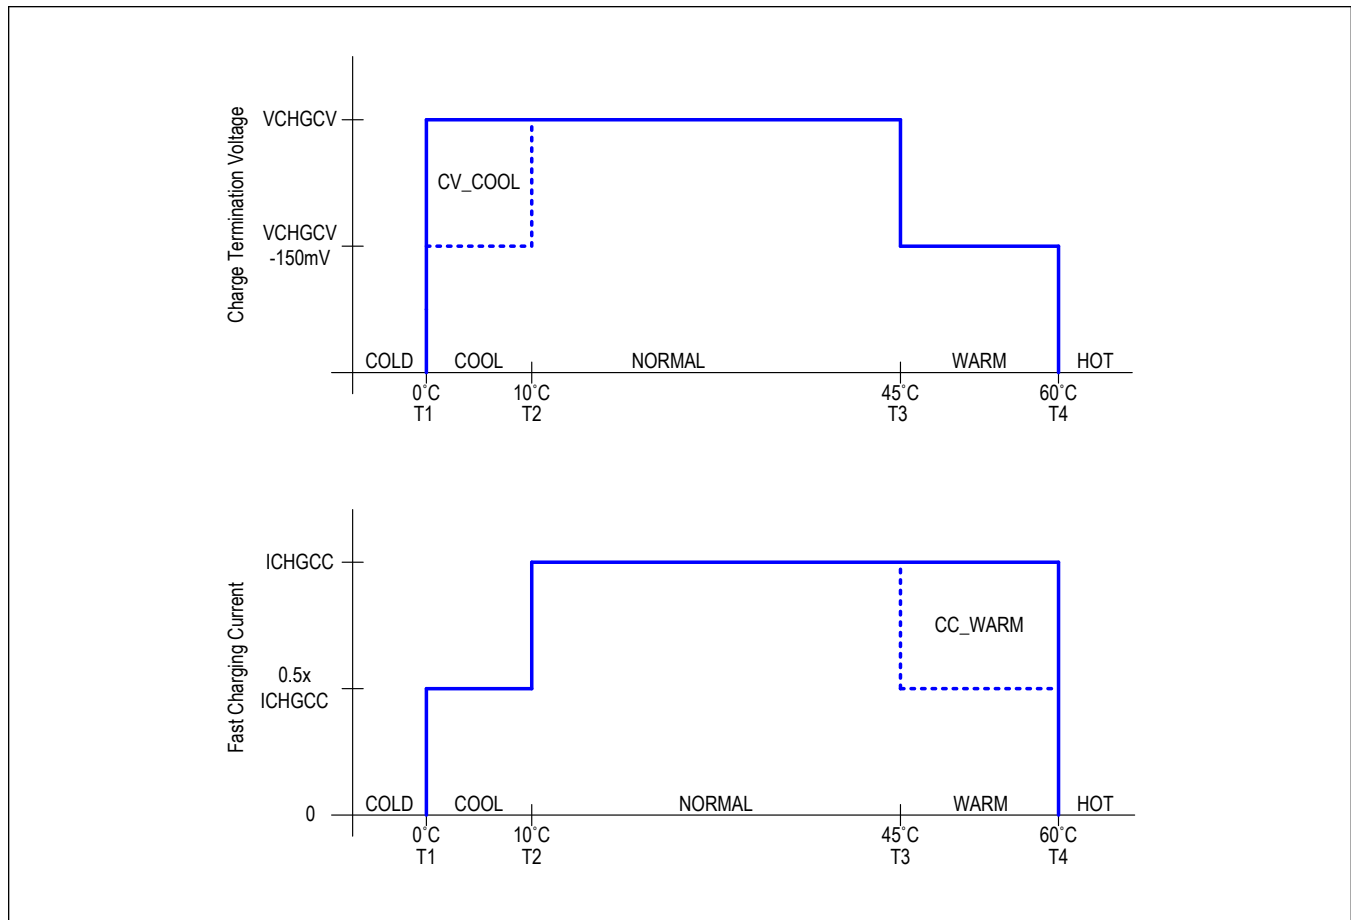 Charge Termination Voltage
VCHGCV
CV_COOL
VCHGCV
-150mV
COLD COOL NORMAL WARM HOT
0˚C 10˚C 45˚C 60˚C
T1 T2 T3 T4
Fast Charging Current
ICHGCC
CC_WARM
0.5x
ICHGCC
0
COLD COOL NORMAL WARM HOT
0˚C 10˚C 45˚C 60˚C
T1 T2 T3 T4